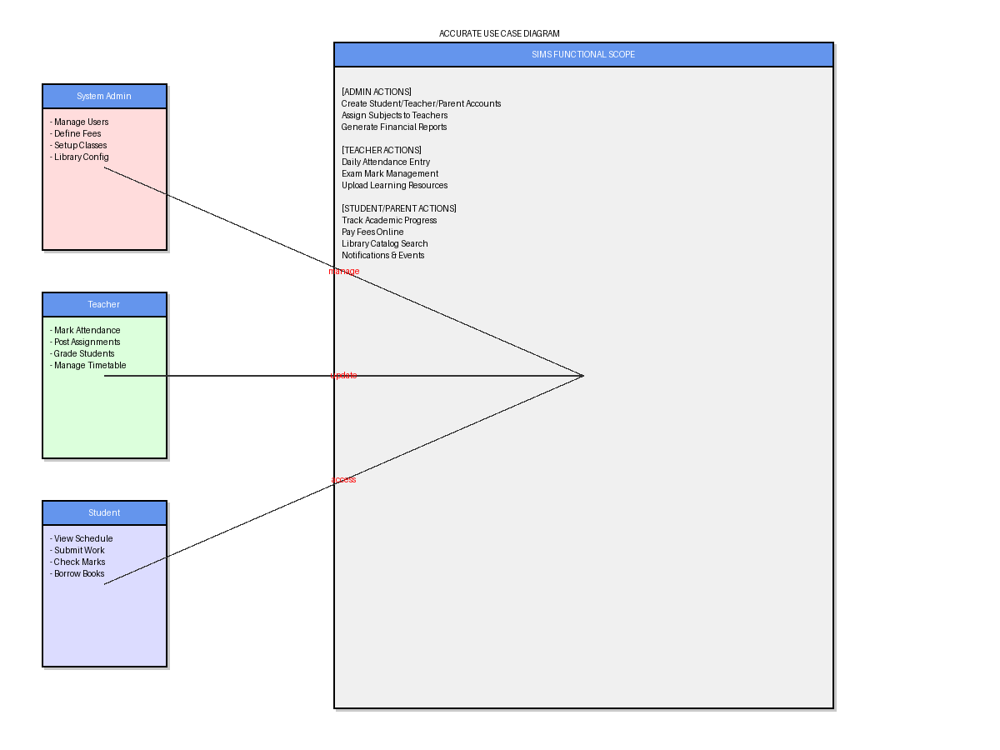 ACCURATE USE CASE DIAGRAM
SIMS FUNCTIONAL SCOPE
System Admin
- Manage Users
- Define Fees
- Setup Classes
- Library Config
Teacher
- Mark Attendance
- Post Assignments
- Grade Students
- Manage Timetable
Student
- View Schedule
- Submit Work
- Check Marks
- Borrow Books
[ADMIN ACTIONS]
Create Student/Teacher/Parent Accounts
Assign Subjects to Teachers
Generate Financial Reports
[TEACHER ACTIONS]
Daily Attendance Entry
Exam Mark Management
Upload Learning Resources
[STUDENT/PARENT ACTIONS]
Track Academic Progress
Pay Fees Online
Library Catalog Search
Notifications & Events
manage
update
access